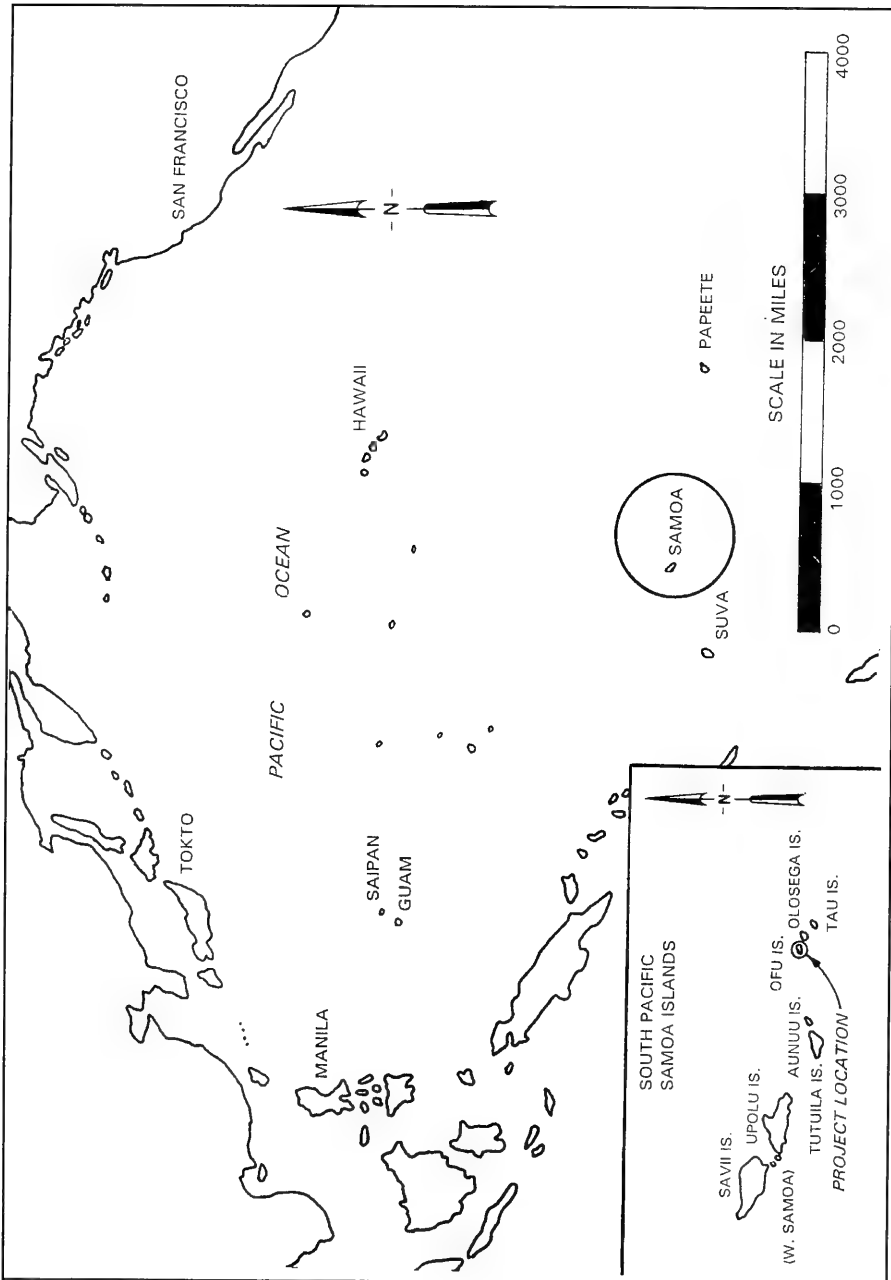 SAN FRANCISCO
-N-
HAWAII
PACIFIC
OCEAN
TOKTO
SAIPAN
GUAM
MANILA
SAMOA
SUVA
PAPEETE
SCALE IN MILES
0 1000 2000 3000 4000
SOUTH PACIFIC
SAMOA ISLANDS
-N-
SAVII IS.
UPOLU IS.
(W. SAMOA)
AUNUU IS.
TUTUILA IS.
OFU IS.
OLOSEGA IS.
TAU IS.
PROJECT LOCATION